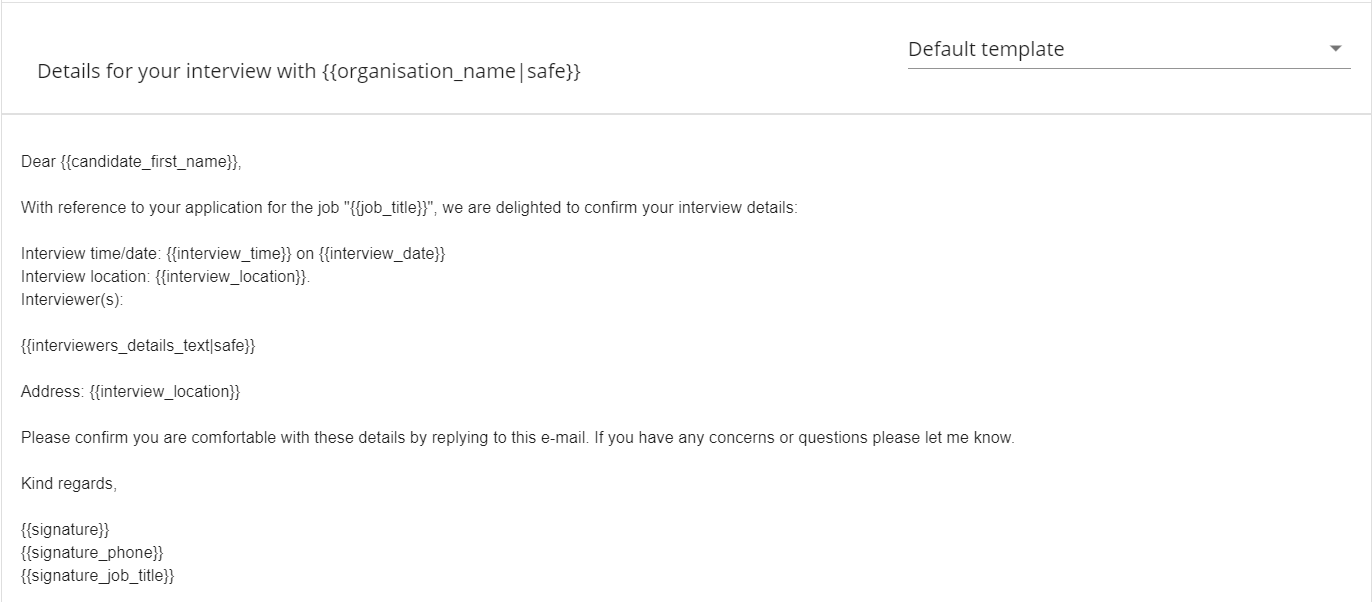 Default template
Details for your interview with {{organisation_name|safe}}
Dear {{candidate_first_name}},
With reference to your application for the job "{{job_title}}", we are delighted to confirm your interview details:
Interview time/date: {{interview_time}} on {{interview_date}}
Interview location: {{interview_location}}.
Interviewer(s):
{{interviewers_details_text|safe}}
Address: {{interview_location}}
Please confirm you are comfortable with these details by replying to this e-mail. If you have any concerns or questions please let me know.
Kind regards,
{{signature}}
{{signature_phone}}
{{signature_job_title}}